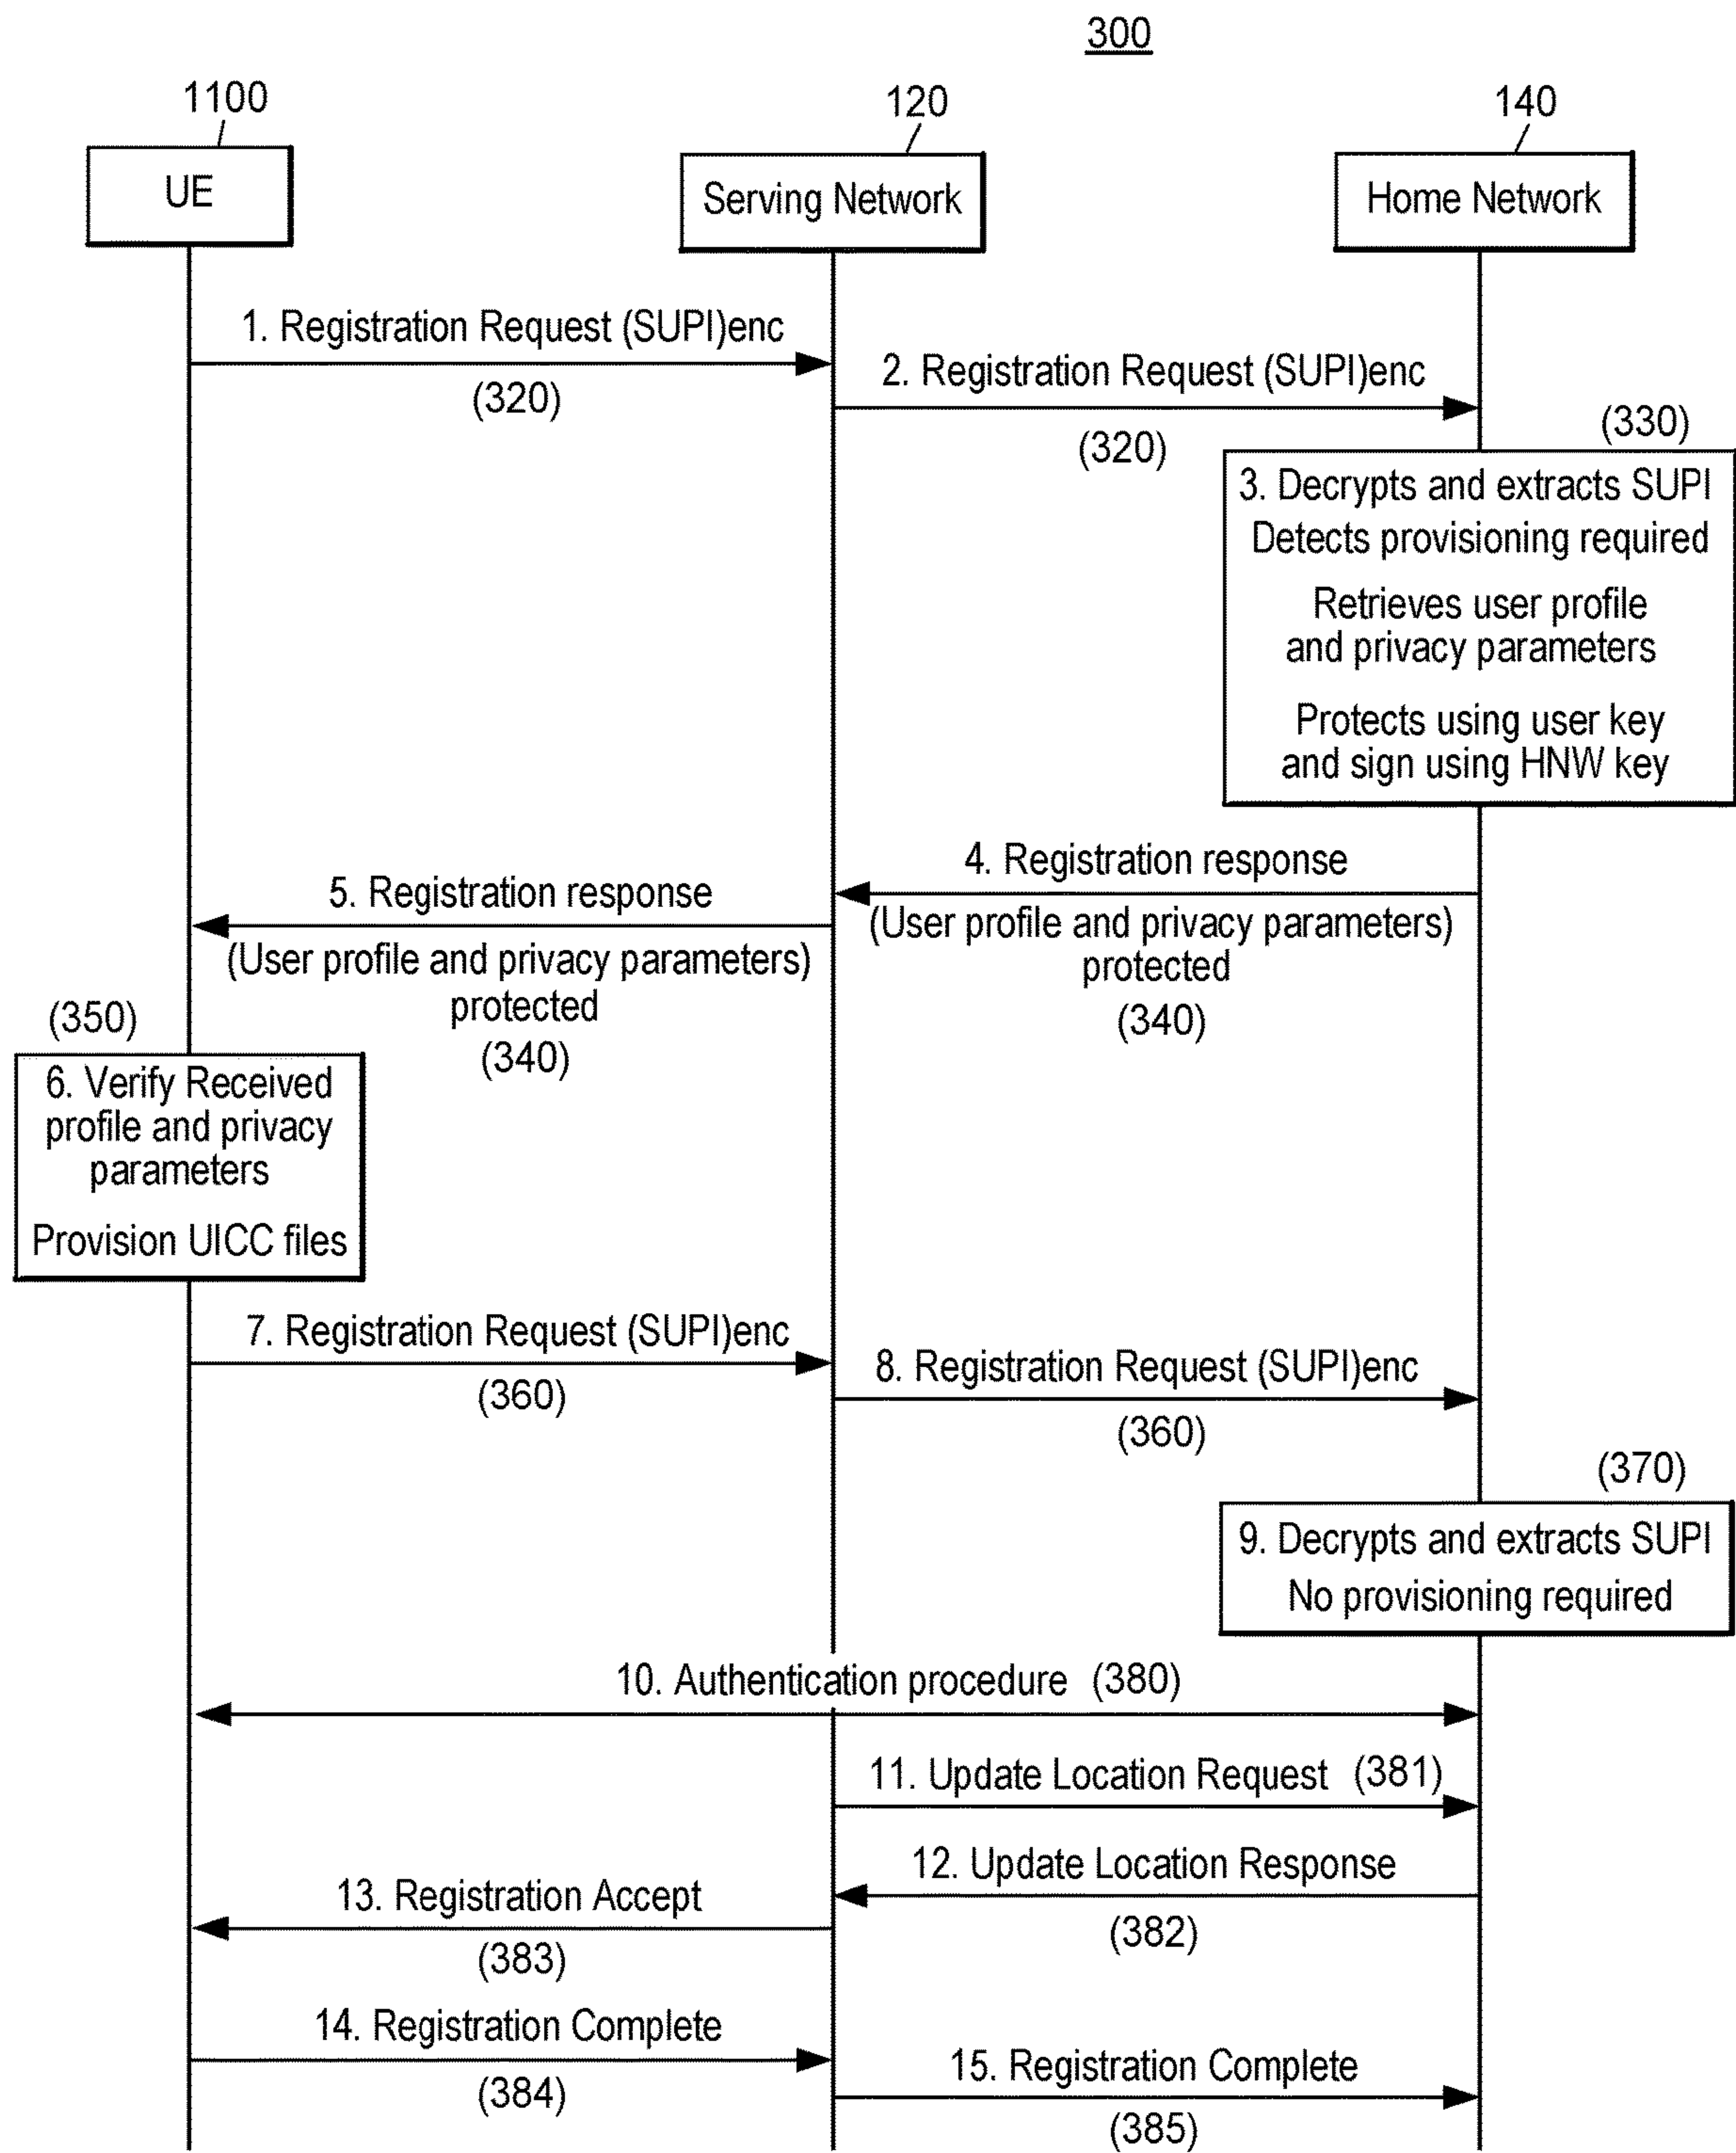 300
1100
120
140
UE
Serving Network
Home Network
1. Registration Request (SUPI)enc
(320)
2. Registration Request (SUPI)enc
(320)
(330)
3. Decrypts and extracts SUPI
Detects provisioning required
Retrieves user profile
and privacy parameters
Protects using user key
and sign using HNW key
4. Registration response
(User profile and privacy parameters)
protected
(340)
5. Registration response
(User profile and privacy parameters)
protected
(340)
(350)
6. Verify Received
profile and privacy
parameters
Provision UICC files
7. Registration Request (SUPI)enc
(360)
8. Registration Request (SUPI)enc
(360)
(370)
9. Decrypts and extracts SUPI
No provisioning required
10. Authentication procedure (380)
11. Update Location Request (381)
12. Update Location Response
(382)
13. Registration Accept
(383)
14. Registration Complete
(384)
15. Registration Complete
(385)